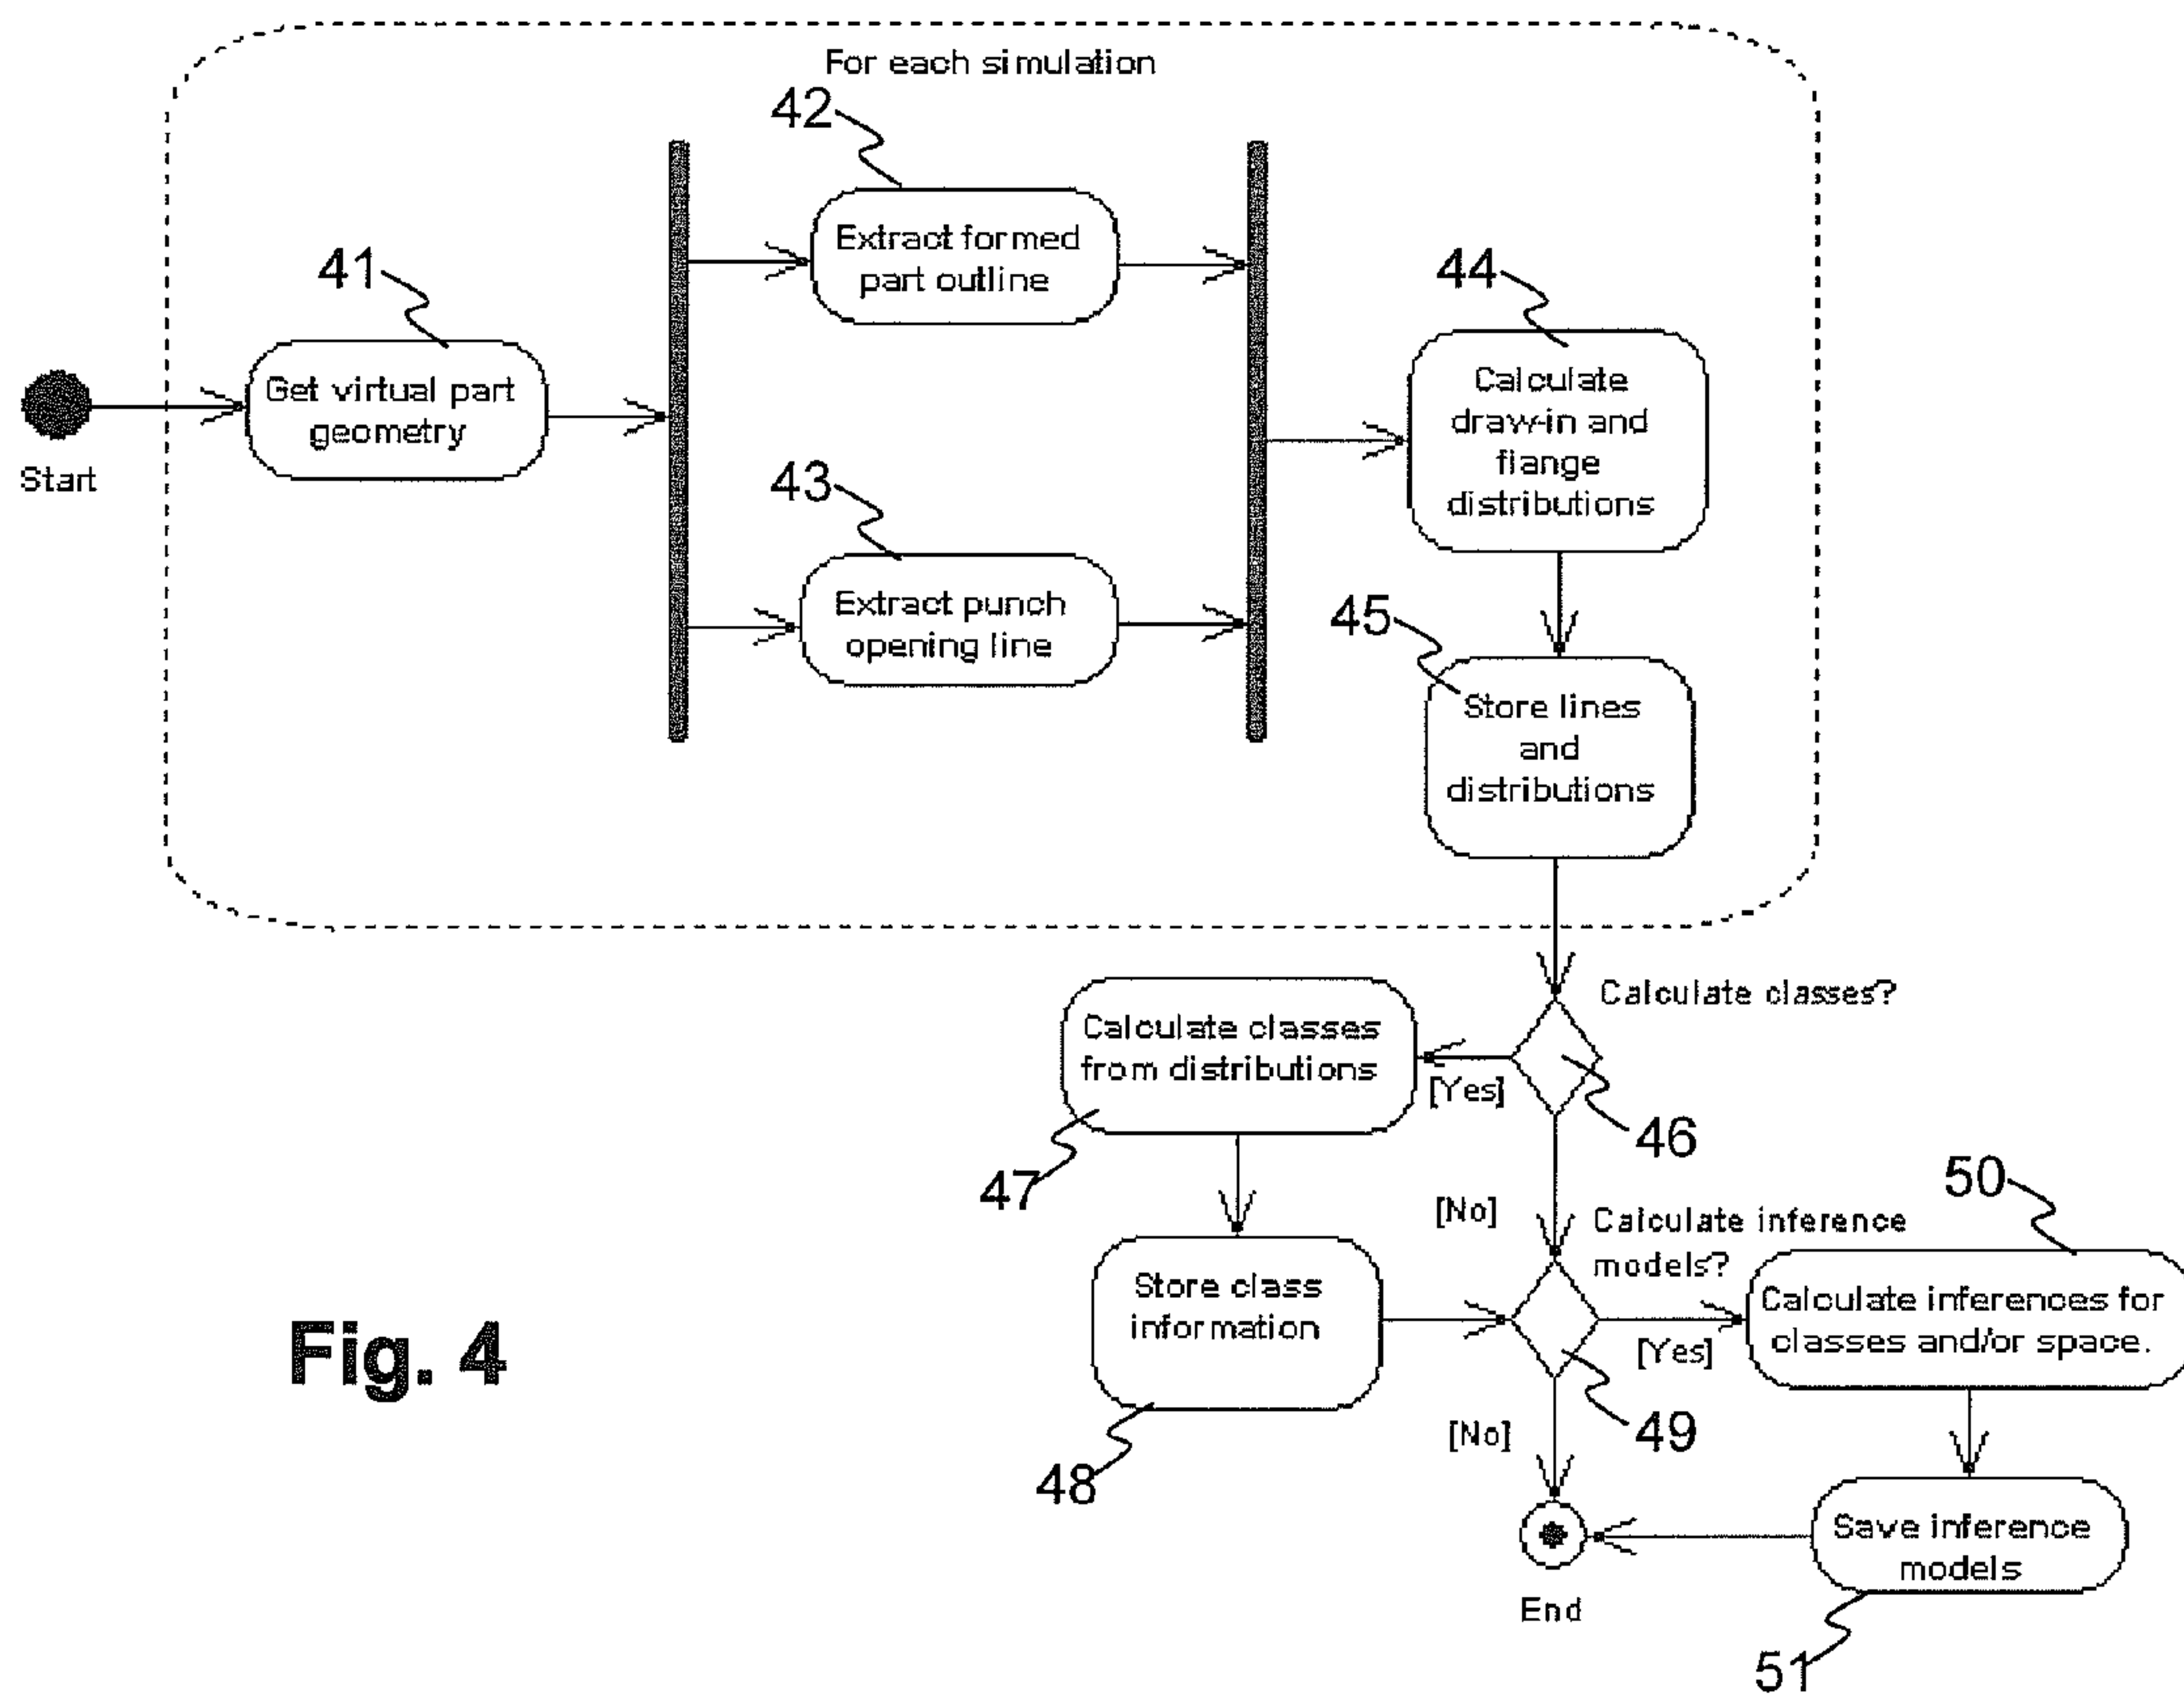 For each simulation
42
Extract formed
part outline
41
Get virtual part
geometry
Start
44
Calculate
draw-in and
flange
distributions
43
Extract punch
opening line
45
Store lines
and
distributions
Calculate classes?
Calculate classes
from distributions
[Yes]
46
47
[No]
Calculate inference
models?
50
Store class
information
Calculate inferences for
classes and/or space.
[Yes]
49
[No]
48
Save inference
models
End
51
Fig. 4